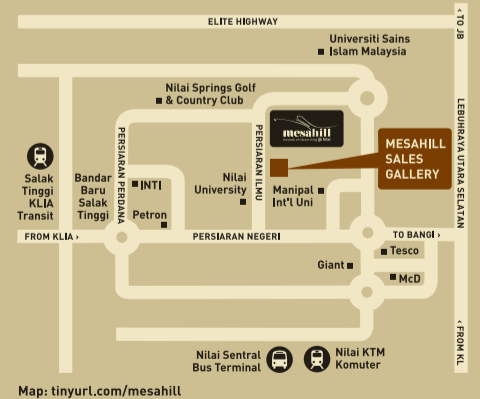 ELITE HIGHWAY
< TO JB
Universiti Sains
Islam Malaysia
Nilai Springs Golf
& Country Club
LEBUHRAYA UTARA SELATAN
mesahill
@ Nilai
MESAHILL
SALES
GALLERY
PERSIARAN PERDANA
PERSIARAN ILMU
Salak
Tinggi
KLIA
Transit
Bandar
Baru
Salak
Tinggi
INTI
Petron
Nilai
University
Manipal
Int'l Uni
FROM KLIA >
PERSIARAN NEGERI
TO BANGI >
Tesco
Giant
McD
< FROM KL
Nilai Sentral
Bus Terminal
Nilai KTM
Komuter
Map: tinyurl.com/mesahill